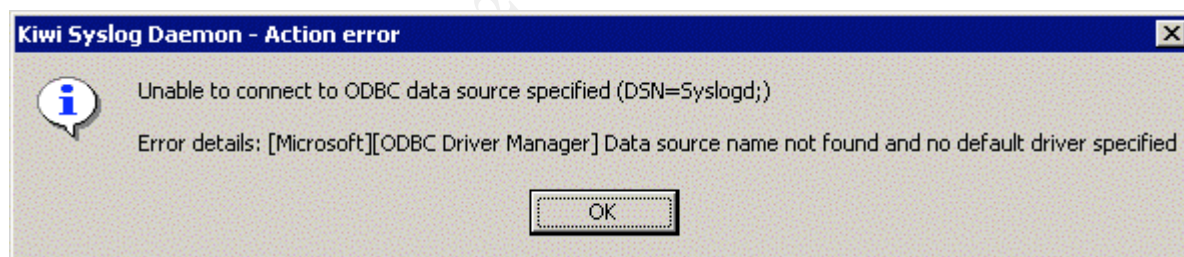 Kiwi Syslog Daemon - Action error
Unable to connect to ODBC data source specified (DSN=Syslogd;)
Error details: [Microsoft][ODBC Driver Manager] Data source name not found and no default driver specified
OK